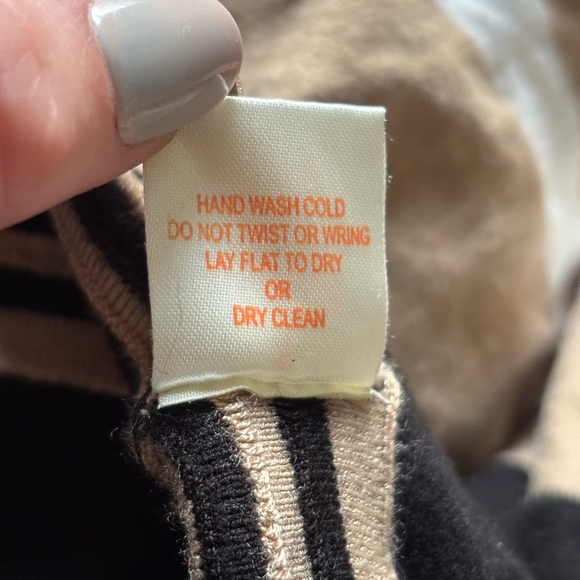 HAND WASH COLD
DO NOT TWIST OR WRING
LAY FLAT TO DRY
OR
DRY CLEAN